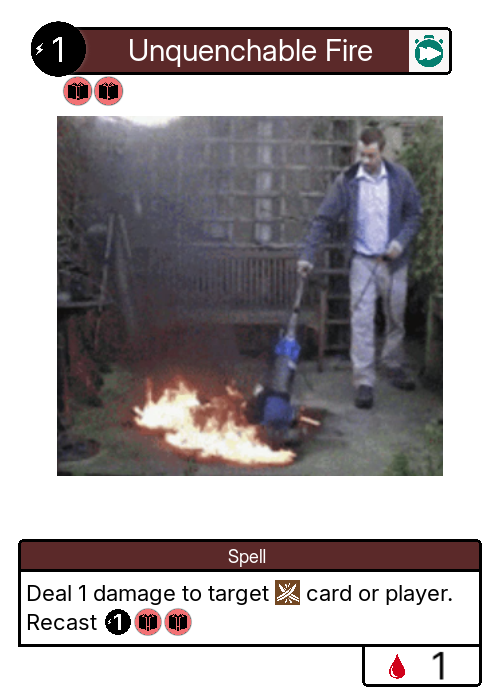 1 Unquenchable Fire
Spell
Deal 1 damage to target card or player.
Recast 1
1